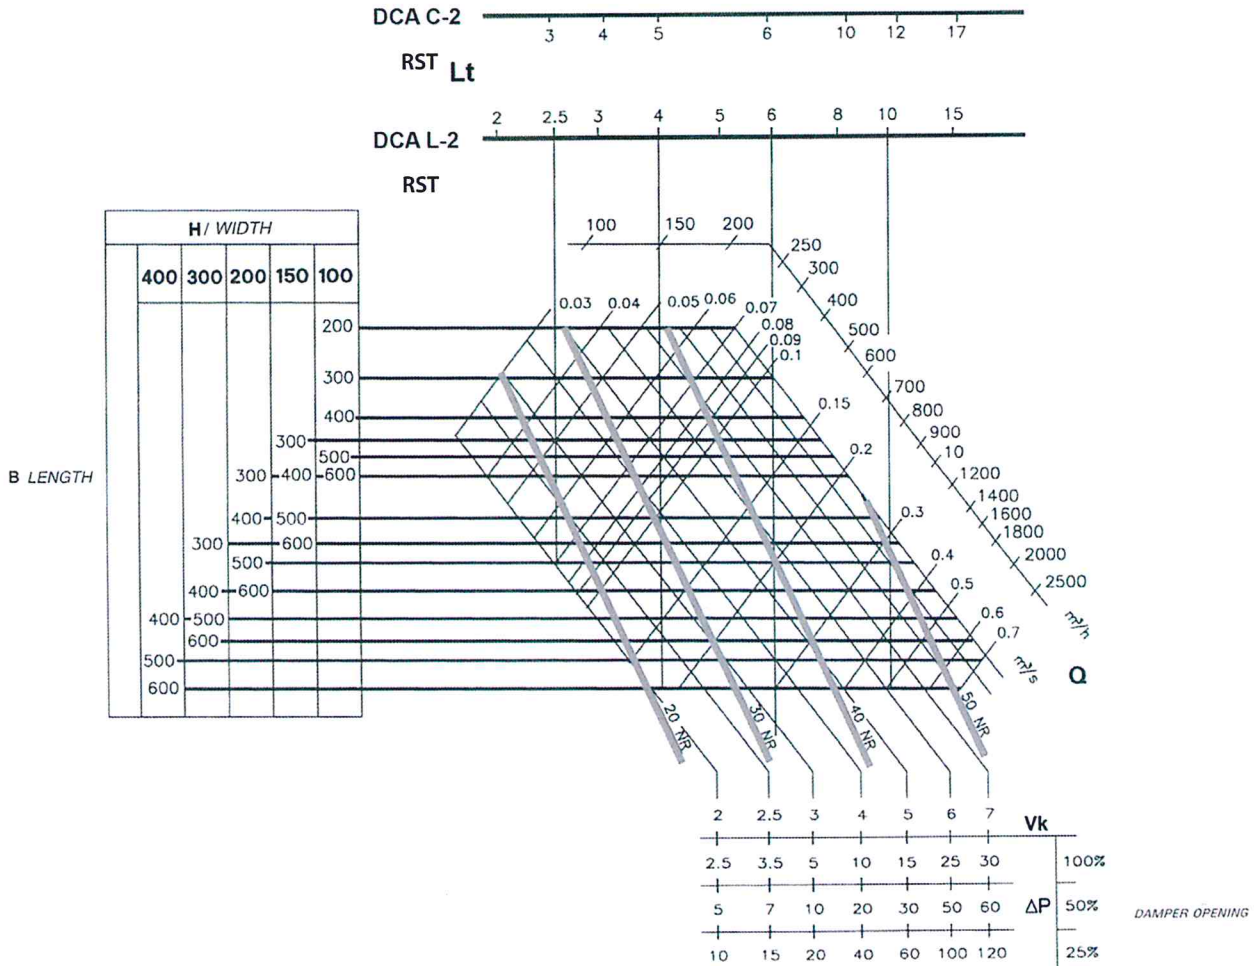 DCA C-2
3 4 5 6 10 12 17
RST Lt
2 2.5 3 4 5 6 8 10 15
DCA L-2
RST
H / WIDTH
400 300 200 150 100
100 150 200
250
300
400
500
600
700
800
900
10
1200
1400
1600
1800
2000
2500
m³/h
0.03 0.04 0.05 0.06 0.07
0.08
0.09
0.1
0.15
0.2
0.3
0.4
0.5
0.6
0.7
m³/s
Q
200
300
400
300
500
300 400 600
400 500
300 600
500
400 600
400 500
600
500
600
B LENGTH
20 NR 30 NR 40 NR 50 NR
2 2.5 3 4 5 6 7 Vk
2.5 3.5 5 10 15 25 30 100%
5 7 10 20 30 50 60 ΔP 50% DAMPER OPENING
10 15 20 40 60 100 120 25%